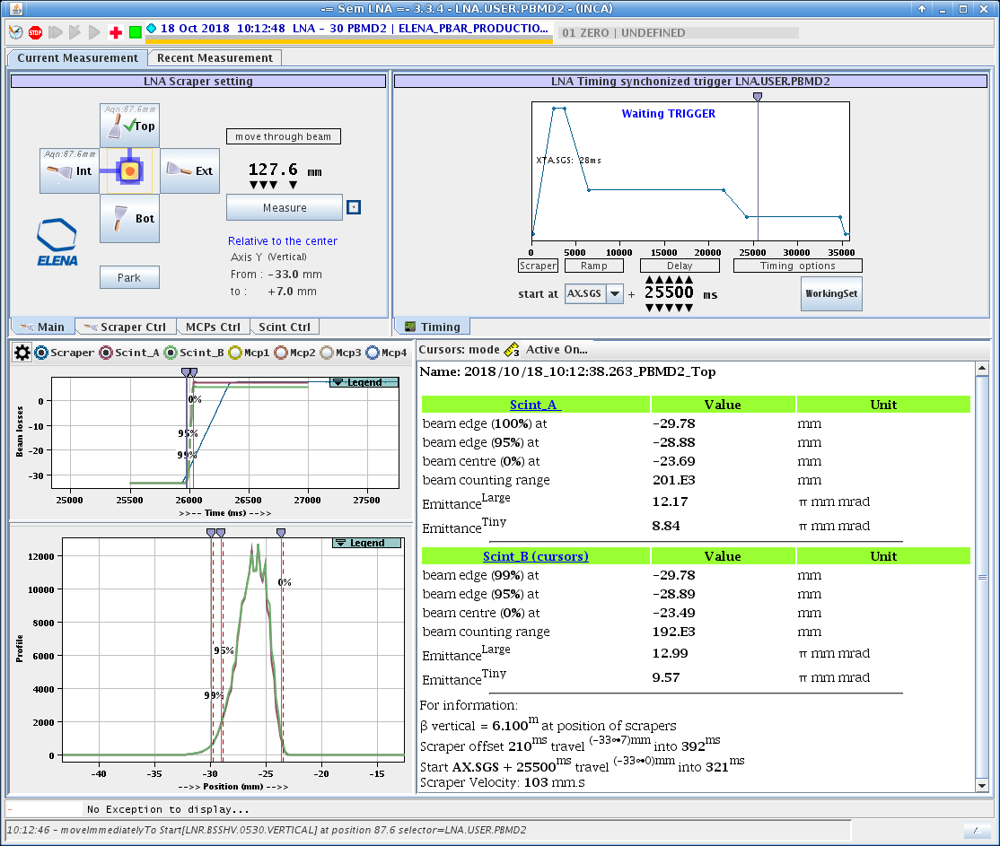 -= Sem LNA =- 3.3.4 - LNA.USER.PBMD2 - (INCA)
STOP
18 Oct 2018 10:12:48 LNA - 30 PBMD2 | ELENA_PBAR_PRODUCTIO...
01 ZERO | UNDEFINED
Current Measurement
Recent Measurement
LNA Scraper setting
Aqn:87.6mm
Top
Aqn:87.6mm
Int
Ext
Bot
Park
ELENA
move through beam
127.6 mm
Measure
Relative to the center
Axis Y (Vertical)
From : -33.0 mm
to : +7.0 mm
Main
Scraper Ctrl
MCPs Ctrl
Scint Ctrl
LNA Timing synchonized trigger LNA.USER.PBMD2
Waiting TRIGGER
XTA.SGS: 28ms
0 5000 10000 15000 20000 25000 30000 35000
Scraper
Ramp
Delay
Timing options
start at AX.SGS + 25500 ms
WorkingSet
Timing
Scraper Scint_A Scint_B Mcp1 Mcp2 Mcp3 Mcp4
Legend
Beam losses
0
-10
-20
-30
0%
95%
99%
25000 25500 26000 26500 27000 27500
>>-- Time (ms) -->>
Legend
Profile
12000
10000
8000
6000
4000
2000
0
0%
95%
99%
-40 -35 -30 -25 -20 -15
-->> Position (mm) -->>
Cursors: mode 3 Active On...
Name: 2018/10/18_10:12:38.263_PBMD2_Top
Scint_A Value Unit
beam edge (100%) at -29.78 mm
beam edge (95%) at -28.88 mm
beam centre (0%) at -23.69 mm
beam counting range 201.E3 mm
Emittance Large 12.17 π mm mrad
Emittance Tiny 8.84 π mm mrad
Scint_B (cursors) Value Unit
beam edge (99%) at -29.78 mm
beam edge (95%) at -28.89 mm
beam centre (0%) at -23.49 mm
beam counting range 192.E3 mm
Emittance Large 12.99 π mm mrad
Emittance Tiny 9.57 π mm mrad
For information:
β vertical = 6.100 m at position of scrapers
Scraper offset 210 ms travel (-33⚬•7)mm into 392 ms
Start AX.SGS + 25500 ms travel (-33⚬•0)mm into 321 ms
Scraper Velocity: 103 mm.s
No Exception to display...
10:12:46 - moveImmediatelyTo Start[LNR.BSSHV.0530.VERTICAL] at position 87.6 selector=LNA.USER.PBMD2